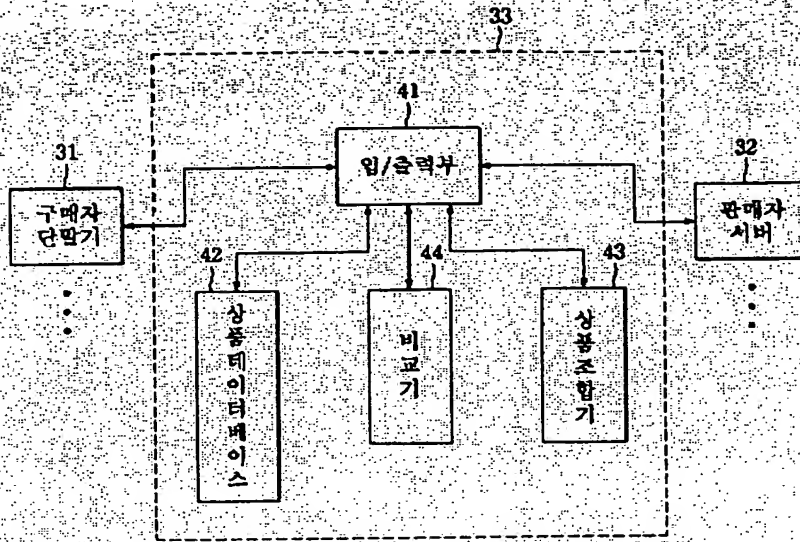 33
41
입/출력부
31
구매자
단말기
32
판매자
서버
42
상품데이터베이스
44
비교기
43
상품조합기